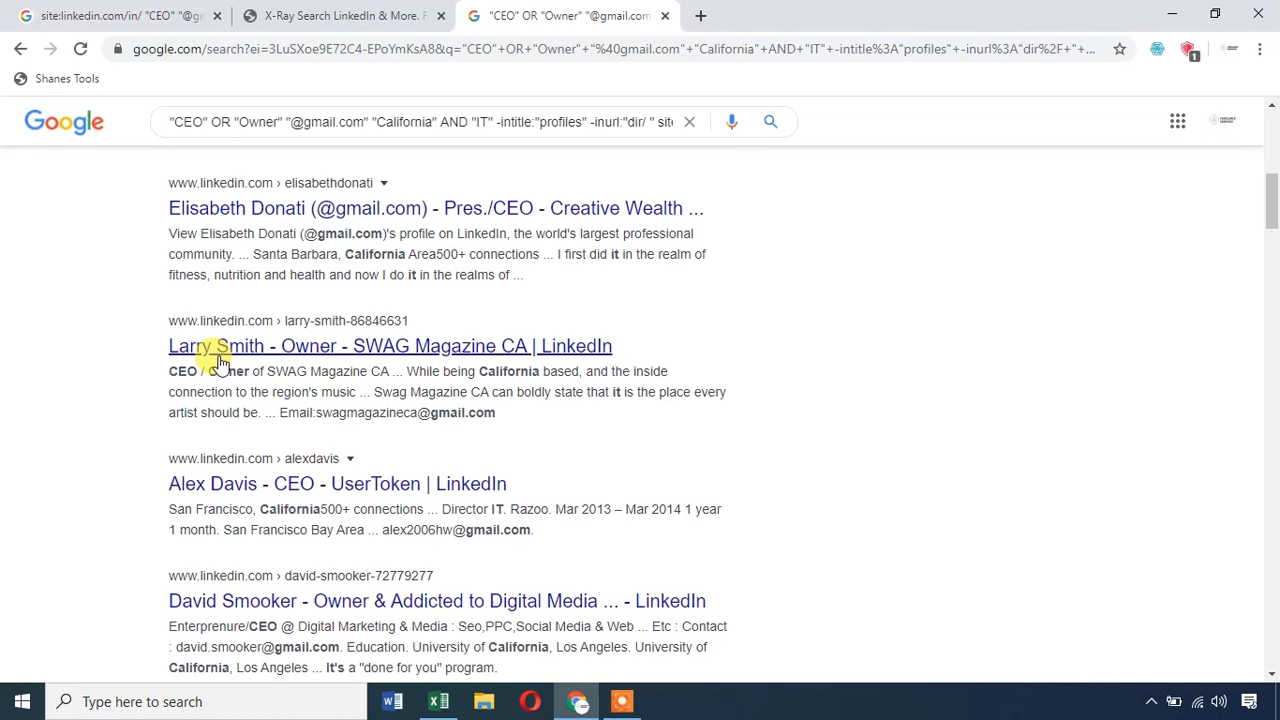 site:linkedin.com/in/ "CEO" "@g
X-Ray Search LinkedIn & More. F
"CEO" OR "Owner" "@gmail.com
google.com/search?ei=3LuSXoe9E72C4-EPoYmKsA8&q="CEO"+OR+"Owner"+"%40gmail.com"+"California"+AND+"IT"+-intitle%3A"profiles"+-inurl%3A"dir%2F+"+...
1
Shanes Tools
Google
"CEO" OR "Owner" "@gmail.com" "California" AND "IT" -intitle:"profiles" -inurl:"dir/ " sit
www.linkedin.com › elisabethdonati
Elisabeth Donati (@gmail.com) - Pres./CEO - Creative Wealth ...
View Elisabeth Donati (@gmail.com)'s profile on LinkedIn, the world's largest professional
community. ... Santa Barbara, California Area500+ connections ... I first did it in the realm of
fitness, nutrition and health and now I do it in the realms of ...
www.linkedin.com › larry-smith-86846631
Larry Smith - Owner - SWAG Magazine CA | LinkedIn
CEO / Owner of SWAG Magazine CA ... While being California based, and the inside
connection to the region's music ... Swag Magazine CA can boldly state that it is the place every
artist should be. ... Email:swagmagazineca@gmail.com
www.linkedin.com › alexdavis
Alex Davis - CEO - UserToken | LinkedIn
San Francisco, California500+ connections ... Director IT. Razoo. Mar 2013 – Mar 2014 1 year
1 month. San Francisco Bay Area ... alex2006hw@gmail.com.
www.linkedin.com › david-smooker-72779277
David Smooker - Owner & Addicted to Digital Media ... - LinkedIn
Enterprenure/CEO @ Digital Marketing & Media : Seo,PPC,Social Media & Web ... Etc : Contact
: david.smooker@gmail.com. Education. University of California, Los Angeles. University of
California, Los Angeles ... It's a "done for you" program.
Type here to search